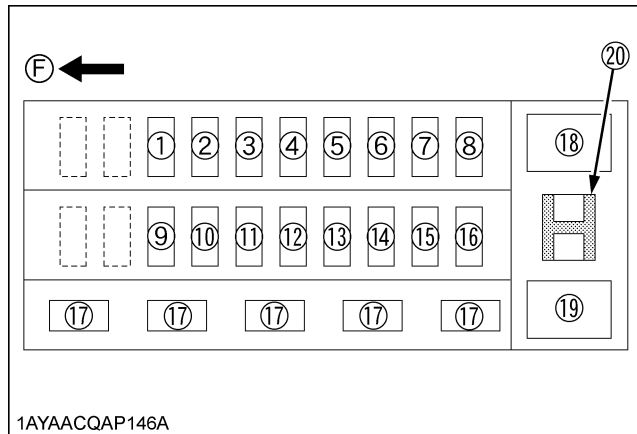 Ⓕ ⑳
① ② ③ ④ ⑤ ⑥ ⑦ ⑧ ⑱
⑨ ⑩ ⑪ ⑫ ⑬ ⑭ ⑮ ⑯
⑰ ⑰ ⑰ ⑰ ⑰ ⑲
1AYAACQAP146A